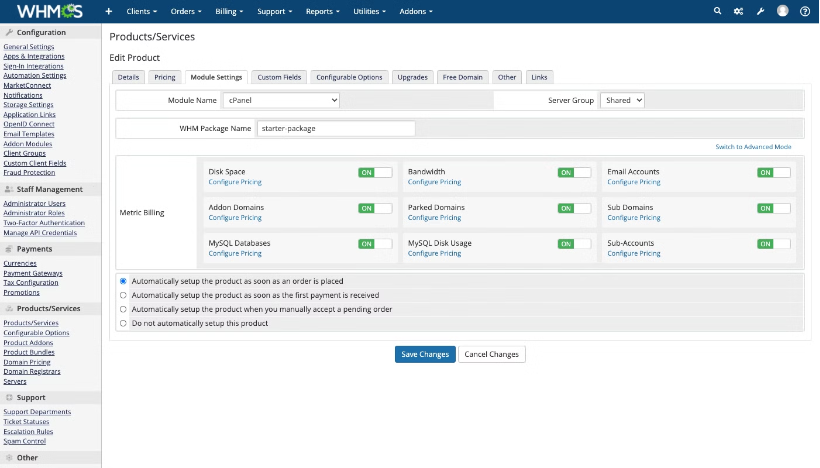 WHMCS
Clients
Orders
Billing
Support
Reports
Utilities
Addons
Configuration
General Settings
Apps & Integrations
Sign-In Integrations
Automation Settings
MarketConnect
Notifications
Storage Settings
Application Links
OpenID Connect
Email Templates
Addon Modules
Client Groups
Custom Client Fields
Fraud Protection
Staff Management
Administrator Users
Administrator Roles
Two-Factor Authentication
Manage API Credentials
Payments
Currencies
Payment Gateways
Tax Configuration
Promotions
Products/Services
Products/Services
Configurable Options
Product Addons
Product Bundles
Domain Pricing
Domain Registrars
Servers
Support
Support Departments
Ticket Statuses
Escalation Rules
Spam Control
Other
Products/Services
Edit Product
Details
Pricing
Module Settings
Custom Fields
Configurable Options
Upgrades
Free Domain
Other
Links
Module Name cPanel Server Group Shared
WHM Package Name starter-package
Switch to Advanced Mode
Metric Billing
Disk Space ON
Configure Pricing
Bandwidth ON
Configure Pricing
Email Accounts ON
Configure Pricing
Addon Domains ON
Configure Pricing
Parked Domains ON
Configure Pricing
Sub Domains ON
Configure Pricing
MySQL Databases ON
Configure Pricing
MySQL Disk Usage ON
Configure Pricing
Sub-Accounts ON
Configure Pricing
Automatically setup the product as soon as an order is placed
Automatically setup the product as soon as the first payment is received
Automatically setup the product when you manually accept a pending order
Do not automatically setup this product
Save Changes
Cancel Changes